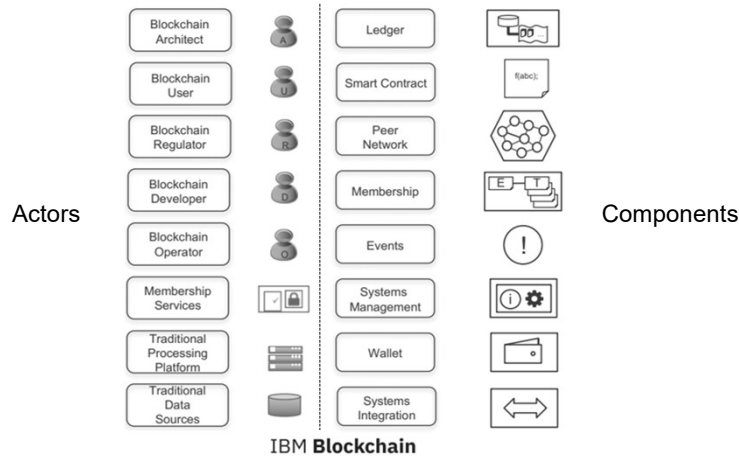 Actors
Blockchain
Architect
A
Blockchain
User
U
Blockchain
Regulator
R
Blockchain
Developer
D
Blockchain
Operator
O
Membership
Services
Traditional
Processing
Platform
Traditional
Data
Sources
Ledger
Smart Contract
f(abc);
Peer
Network
Membership
E T
Events
!
Systems
Management
i
Wallet
Systems
Integration
Components
IBM Blockchain